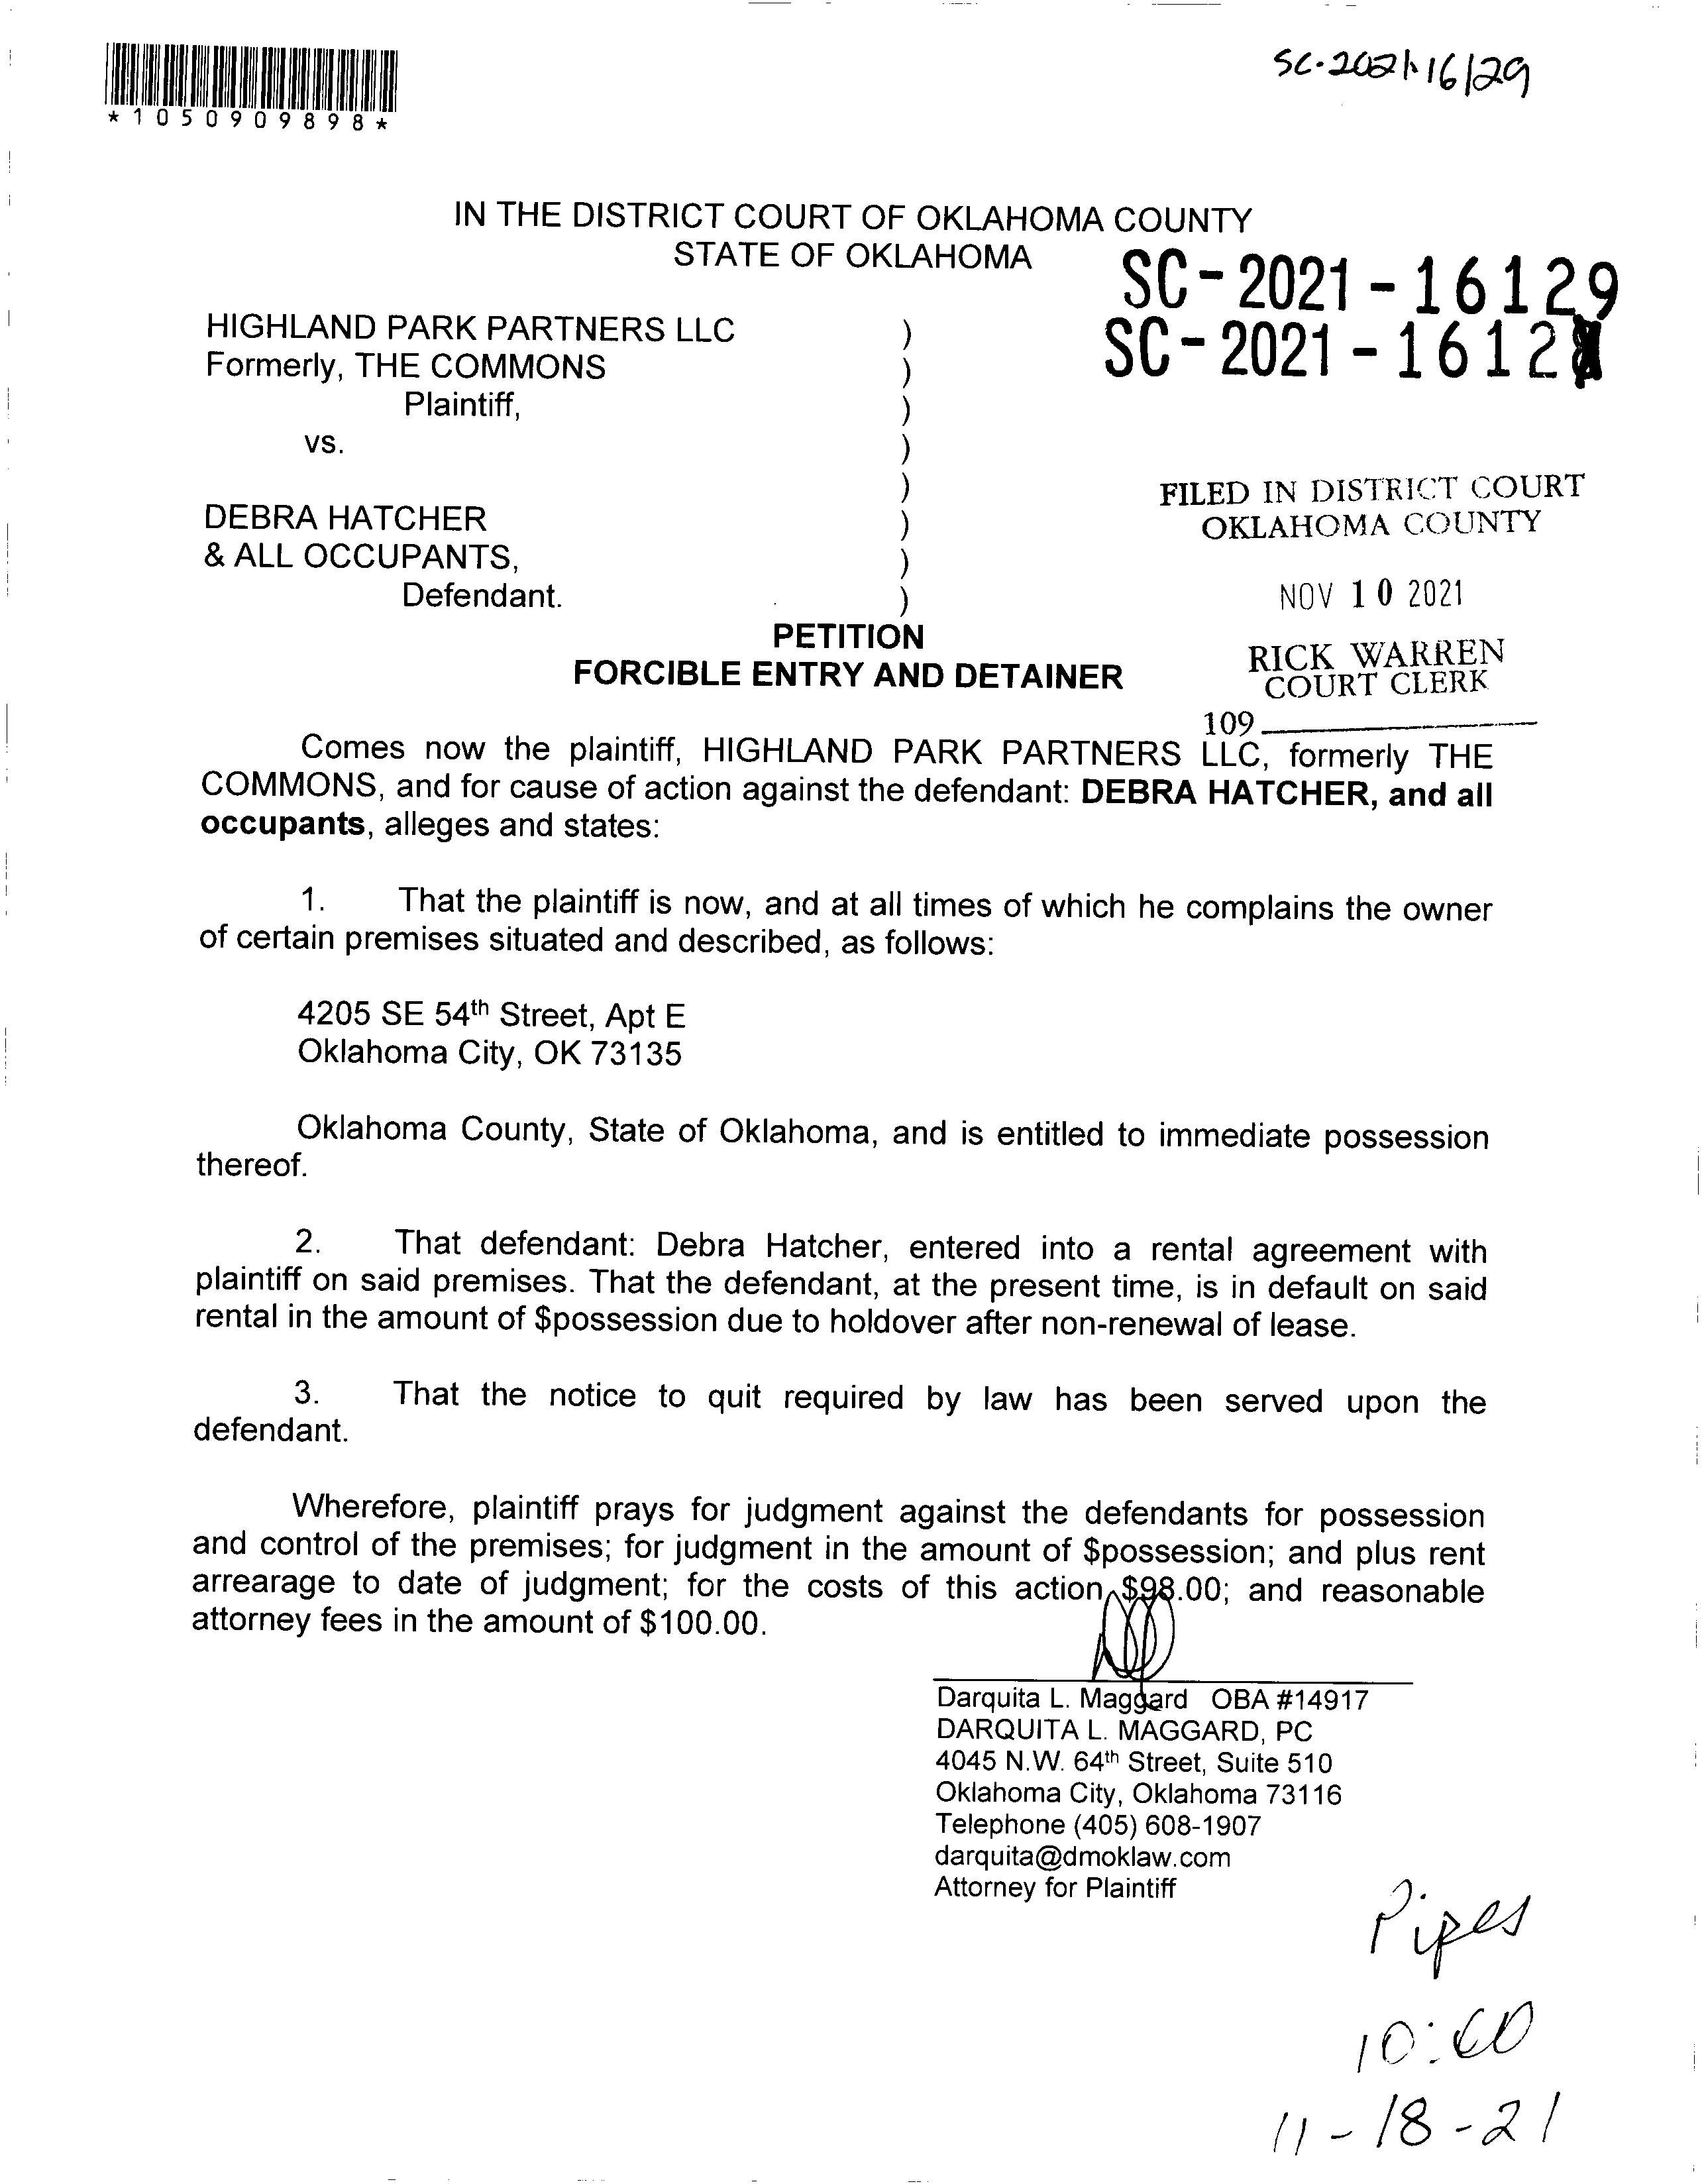 SC-2021-16129
*1050909898*
IN THE DISTRICT COURT OF OKLAHOMA COUNTY
STATE OF OKLAHOMA
SC-2021-16129
SC-2021-1612
HIGHLAND PARK PARTNERS LLC )
Formerly, THE COMMONS )
Plaintiff, )
vs. )
)
DEBRA HATCHER )
& ALL OCCUPANTS, )
Defendant. )
FILED IN DISTRICT COURT
OKLAHOMA COUNTY
NOV 10 2021
RICK WARREN
COURT CLERK
109
PETITION
FORCIBLE ENTRY AND DETAINER
Comes now the plaintiff, HIGHLAND PARK PARTNERS LLC, formerly THE
COMMONS, and for cause of action against the defendant: DEBRA HATCHER, and all
occupants, alleges and states:
1. That the plaintiff is now, and at all times of which he complains the owner
of certain premises situated and described, as follows:
4205 SE 54th Street, Apt E
Oklahoma City, OK 73135
Oklahoma County, State of Oklahoma, and is entitled to immediate possession
thereof.
2. That defendant: Debra Hatcher, entered into a rental agreement with
plaintiff on said premises. That the defendant, at the present time, is in default on said
rental in the amount of $possession due to holdover after non-renewal of lease.
3. That the notice to quit required by law has been served upon the
defendant.
Wherefore, plaintiff prays for judgment against the defendants for possession
and control of the premises; for judgment in the amount of $possession; and plus rent
arrearage to date of judgment; for the costs of this action, $98.00; and reasonable
attorney fees in the amount of $100.00.
Darquita L. Maggard OBA #14917
DARQUITA L. MAGGARD, PC
4045 N.W. 64th Street, Suite 510
Oklahoma City, Oklahoma 73116
Telephone (405) 608-1907
darquita@dmoklaw.com
Attorney for Plaintiff
Pipes
10:00
11-18-21